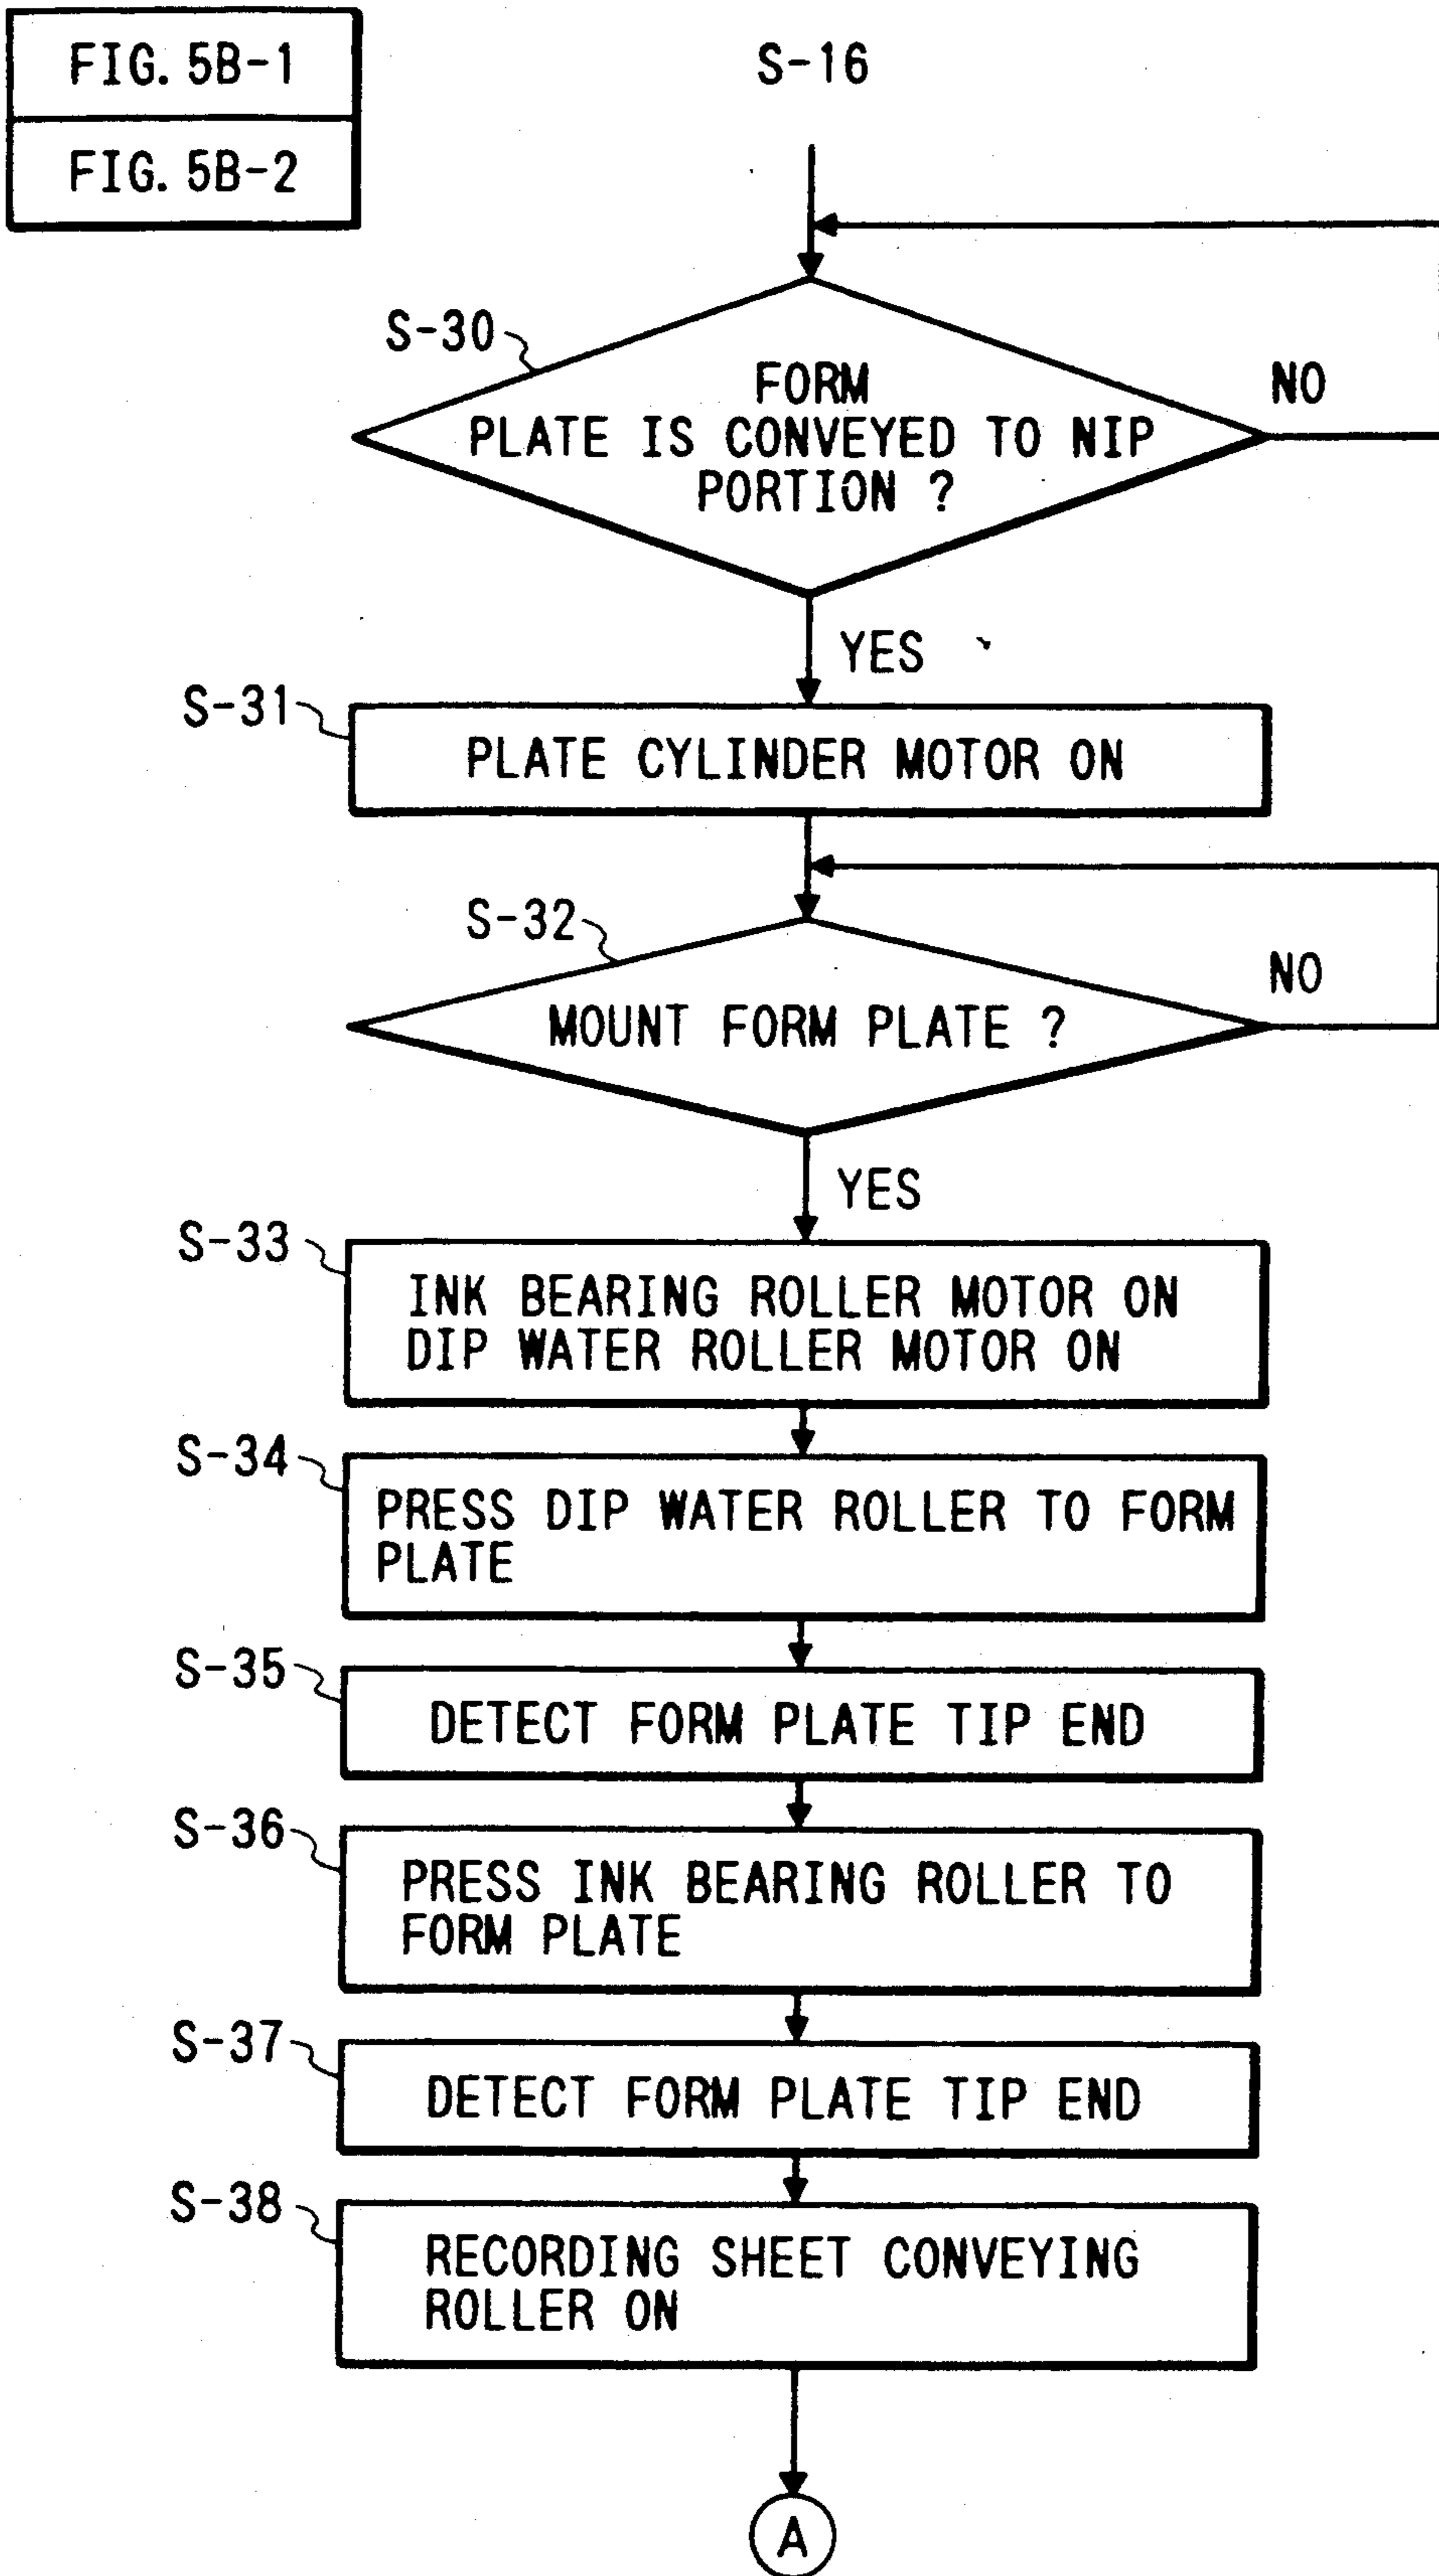 FIG. 5B-1
FIG. 5B-2
S-16
S-30
FORM
PLATE IS CONVEYED TO NIP
PORTION ?
NO
YES
S-31
PLATE CYLINDER MOTOR ON
S-32
MOUNT FORM PLATE ?
NO
YES
S-33
INK BEARING ROLLER MOTOR ON
DIP WATER ROLLER MOTOR ON
S-34
PRESS DIP WATER ROLLER TO FORM
PLATE
S-35
DETECT FORM PLATE TIP END
S-36
PRESS INK BEARING ROLLER TO
FORM PLATE
S-37
DETECT FORM PLATE TIP END
S-38
RECORDING SHEET CONVEYING
ROLLER ON
A